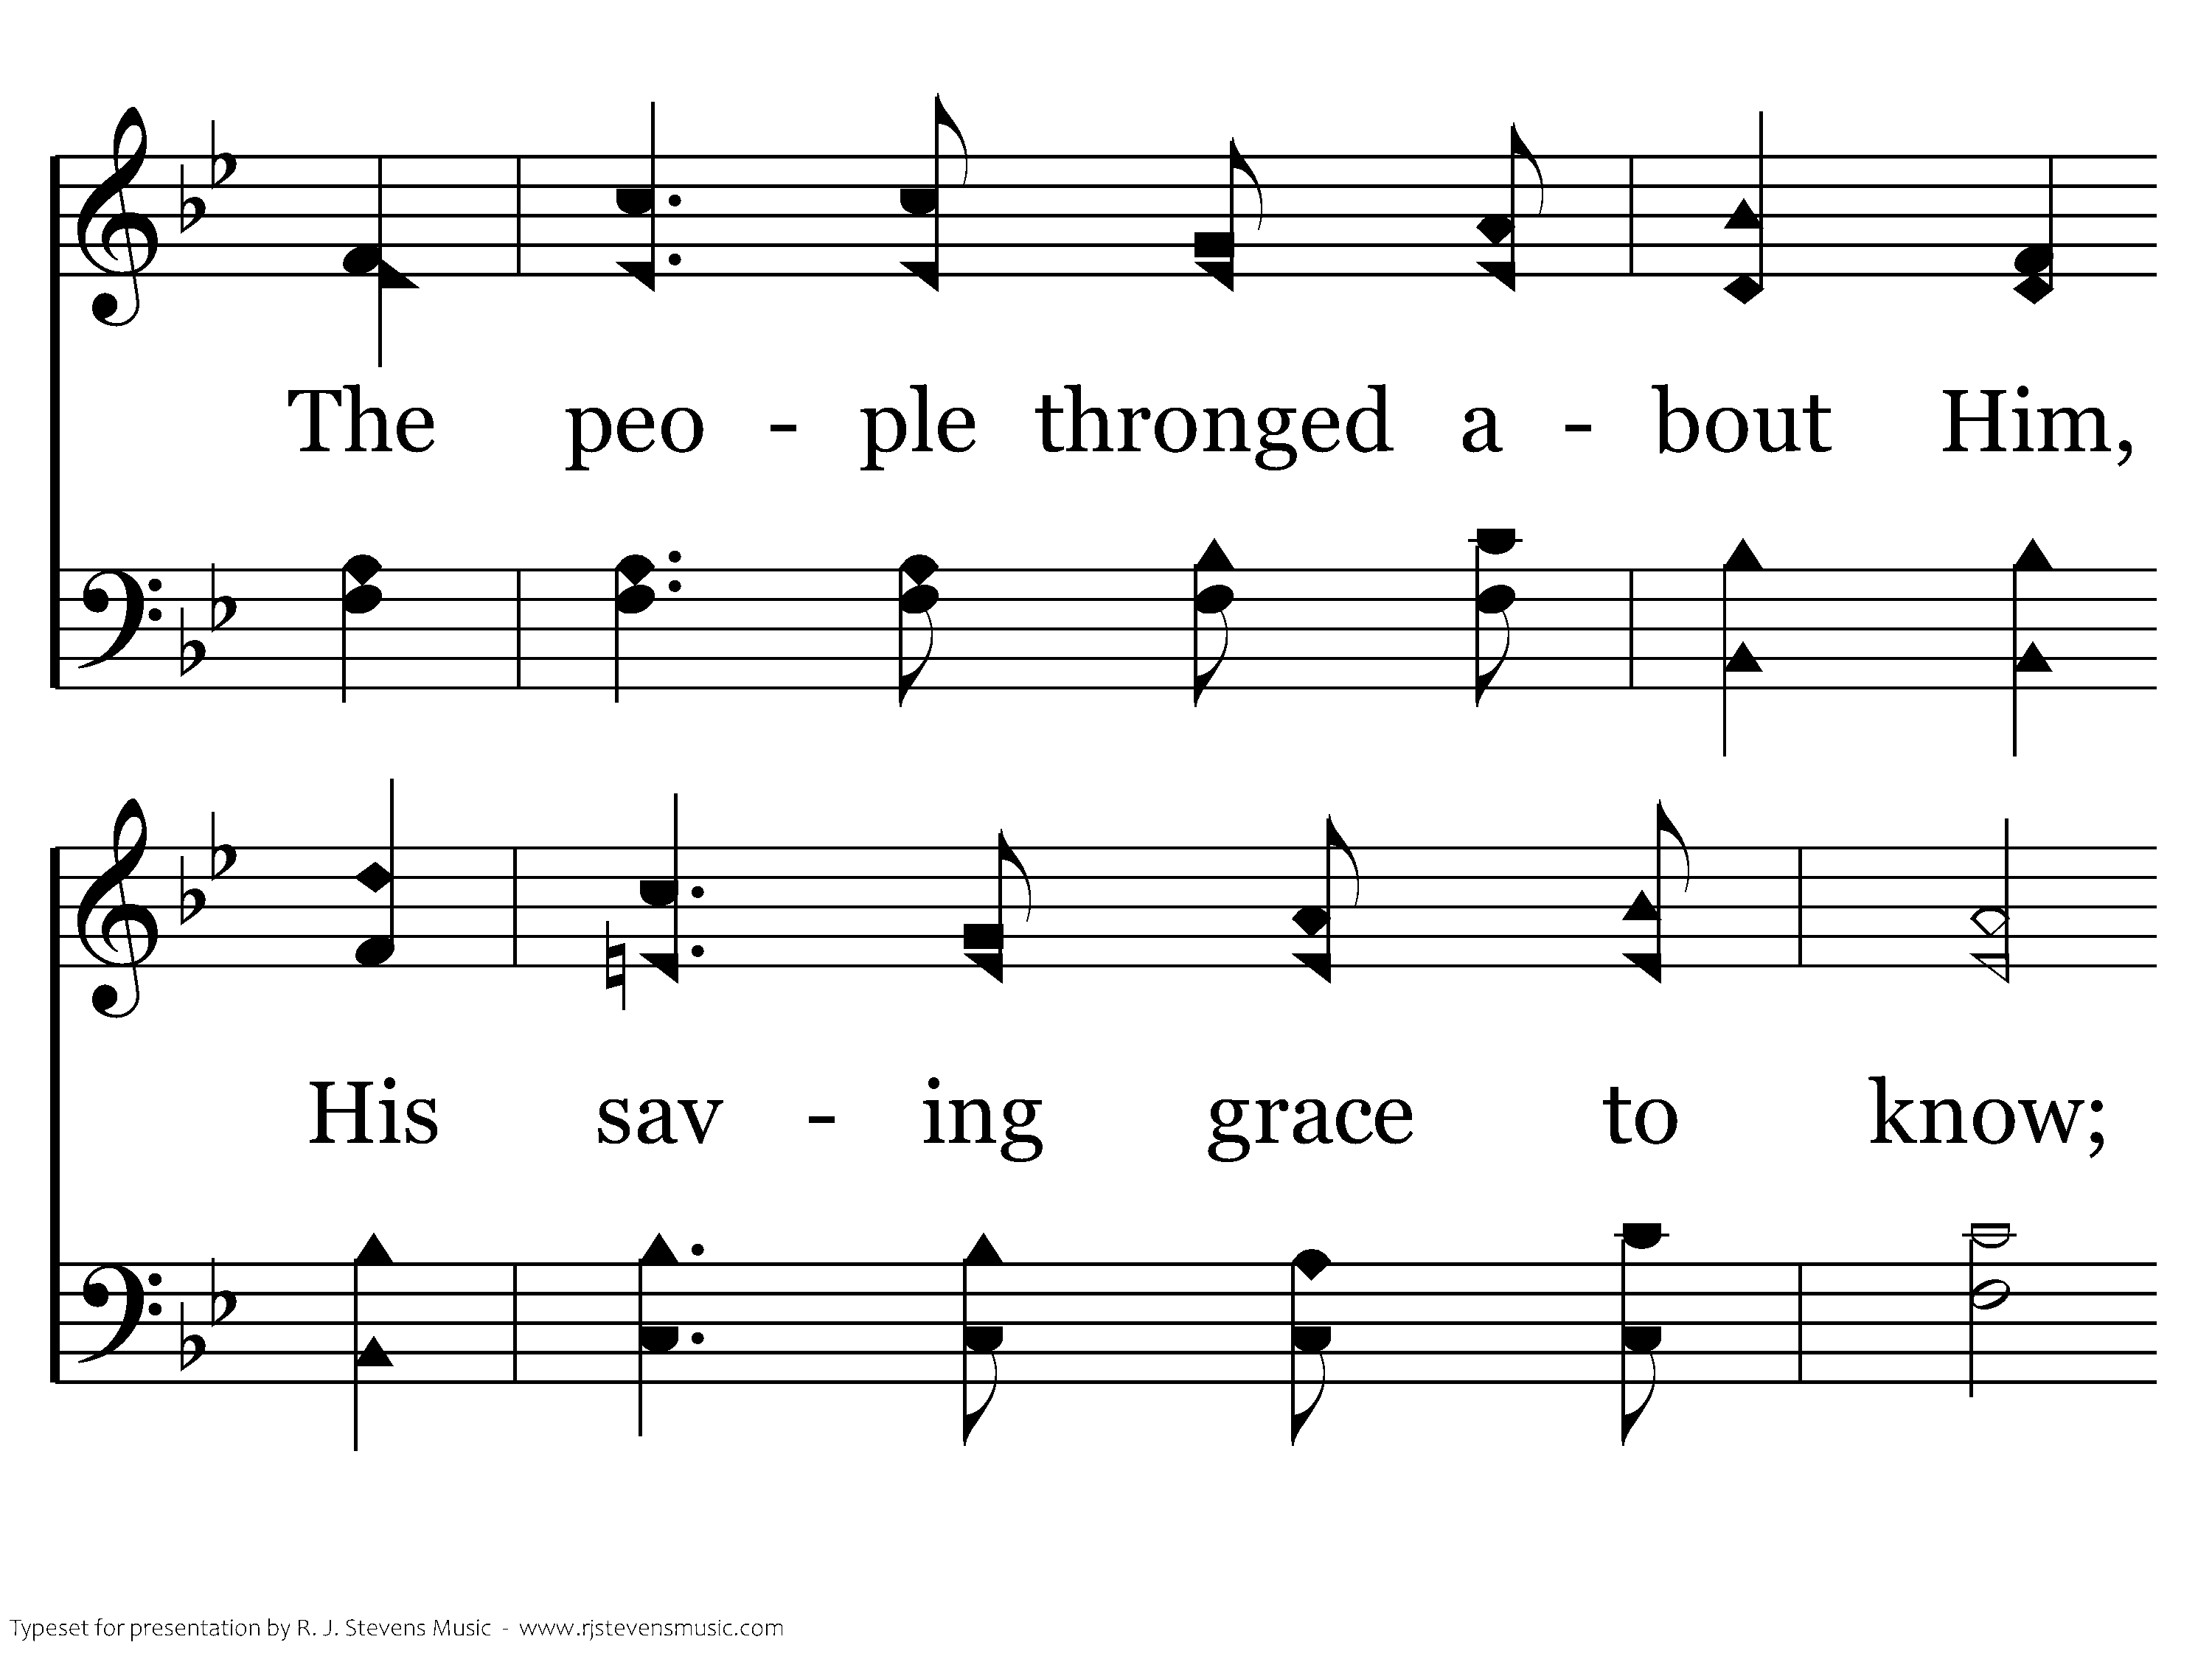 The peo - ple thronged a - bout Him,
His sav - ing grace to know;
Typeset for presentation by R. J. Stevens Music - www.rjstevensmusic.com